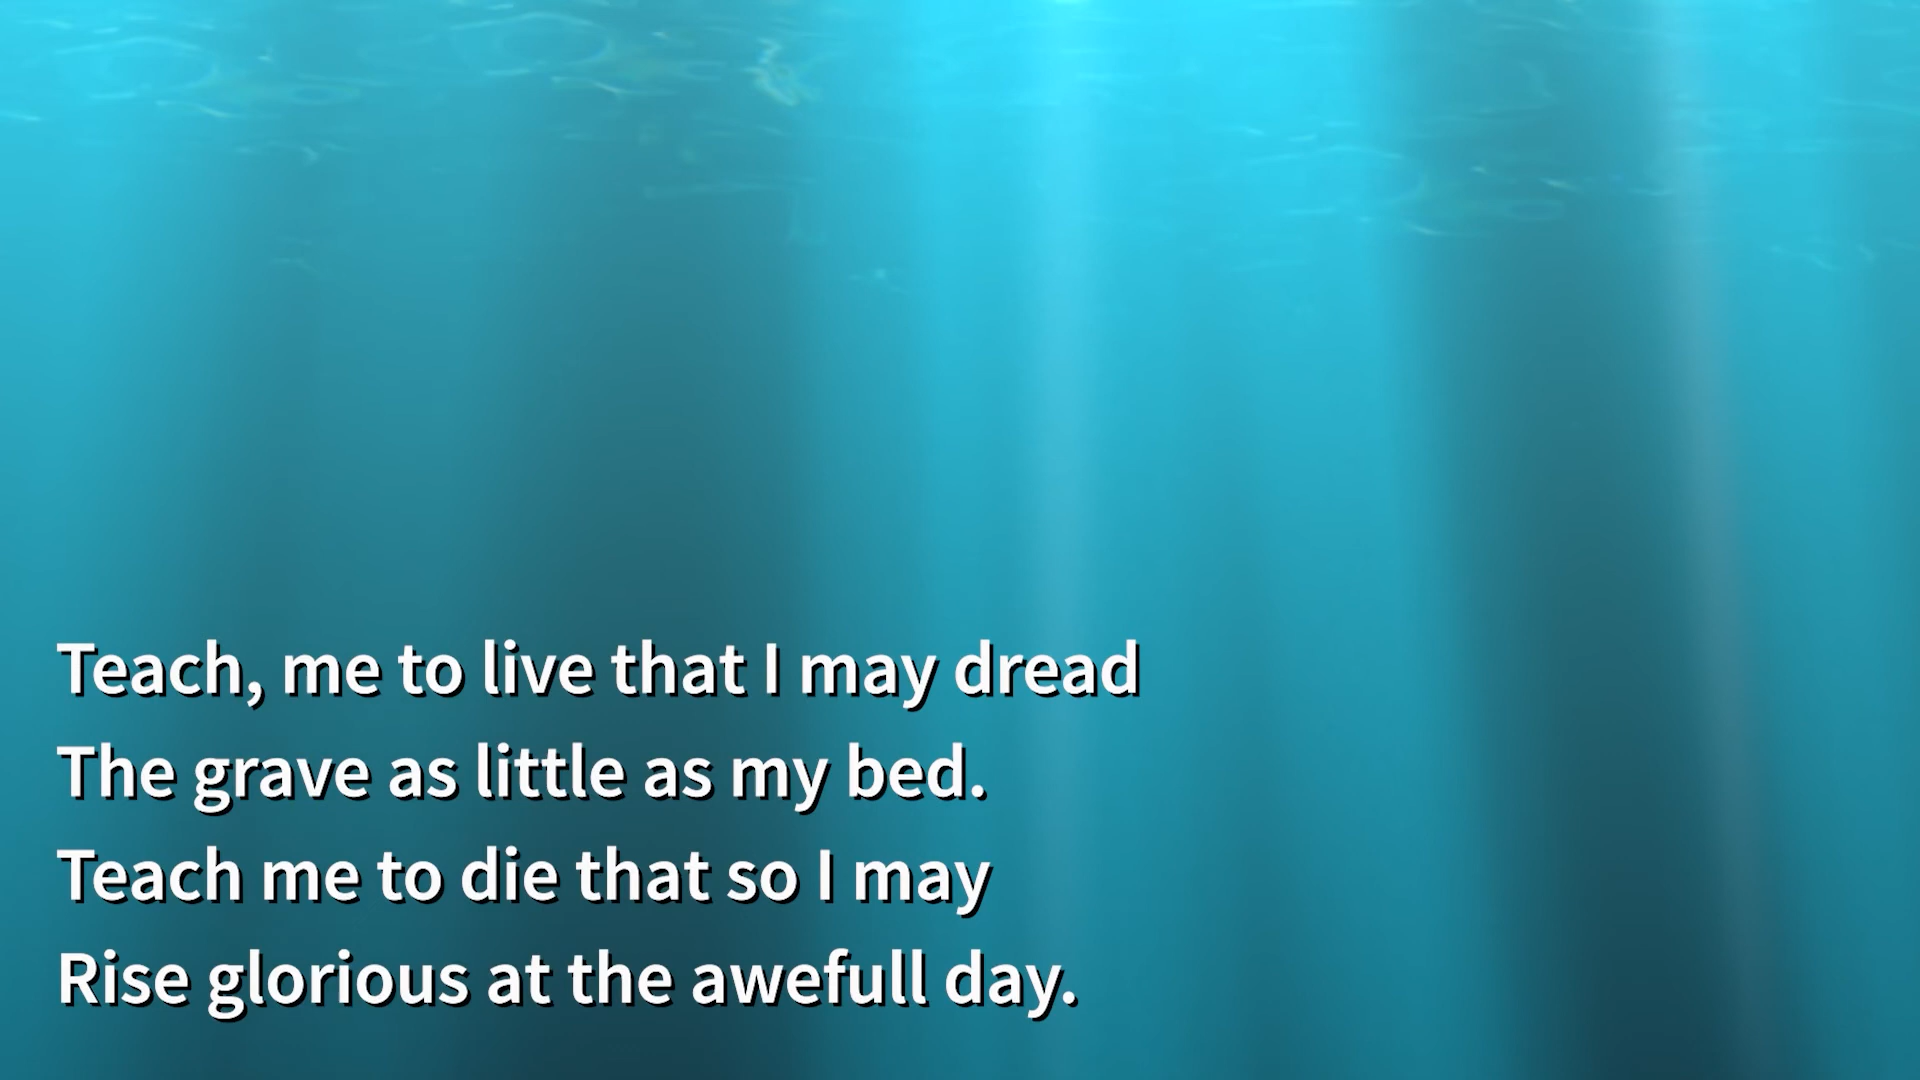 Teach, me to live that I may dread
The grave as little as my bed.
Teach me to die that so I may
Rise glorious at the awefull day.